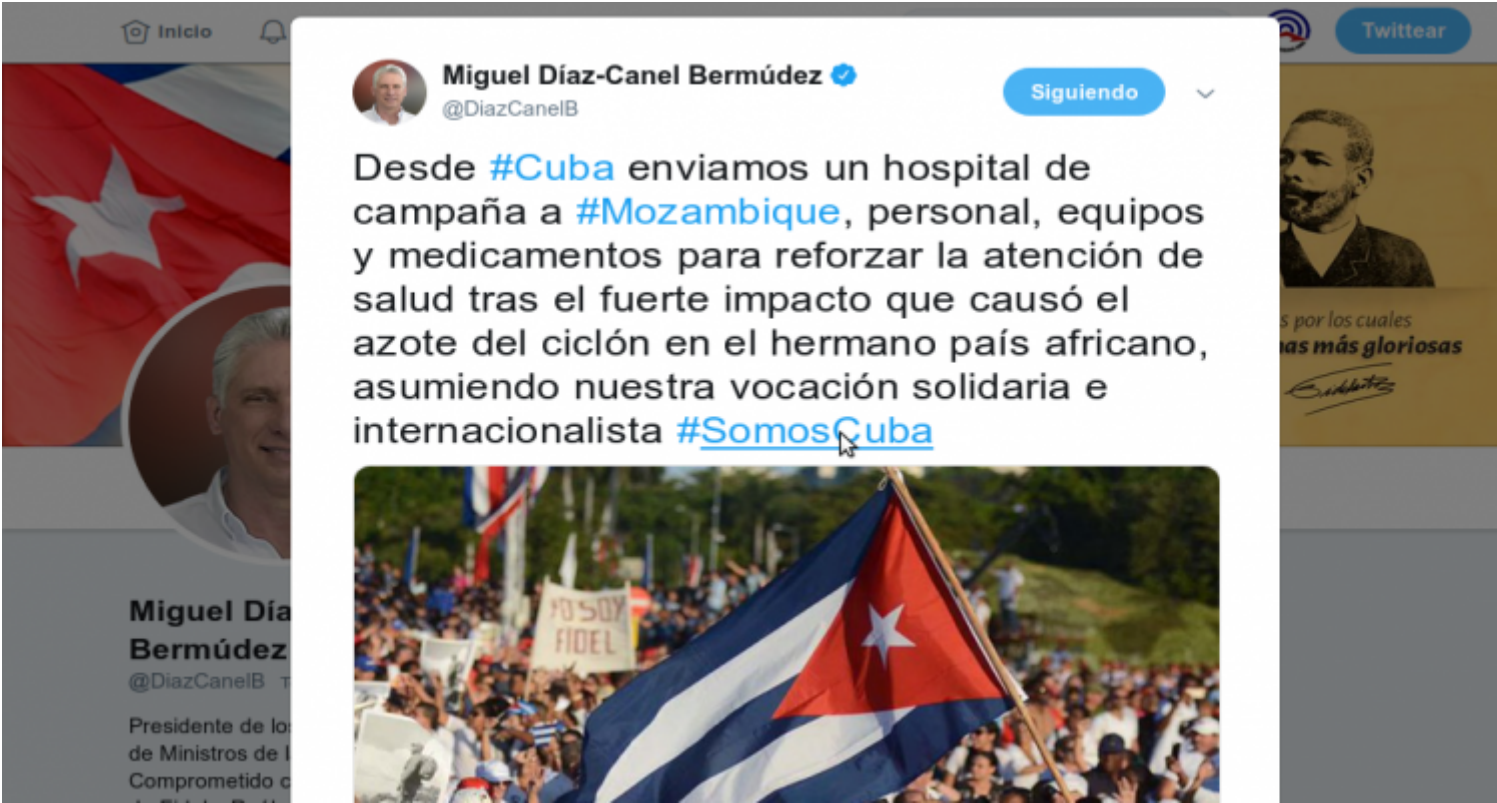 Inicio
Twittear
Miguel Díaz-Canel Bermúdez
@DiazCanelB
Siguiendo
Desde #Cuba enviamos un hospital de
campaña a #Mozambique, personal, equipos
y medicamentos para reforzar la atención de
salud tras el fuerte impacto que causó el
azote del ciclón en el hermano país africano,
asumiendo nuestra vocación solidaria e
internacionalista #SomosCuba
YO SOY
FIDEL
s por los cuales
as más gloriosas
Miguel Día
Bermúdez
@DiazCanelB
Presidente de los
de Ministros de l
Comprometido c